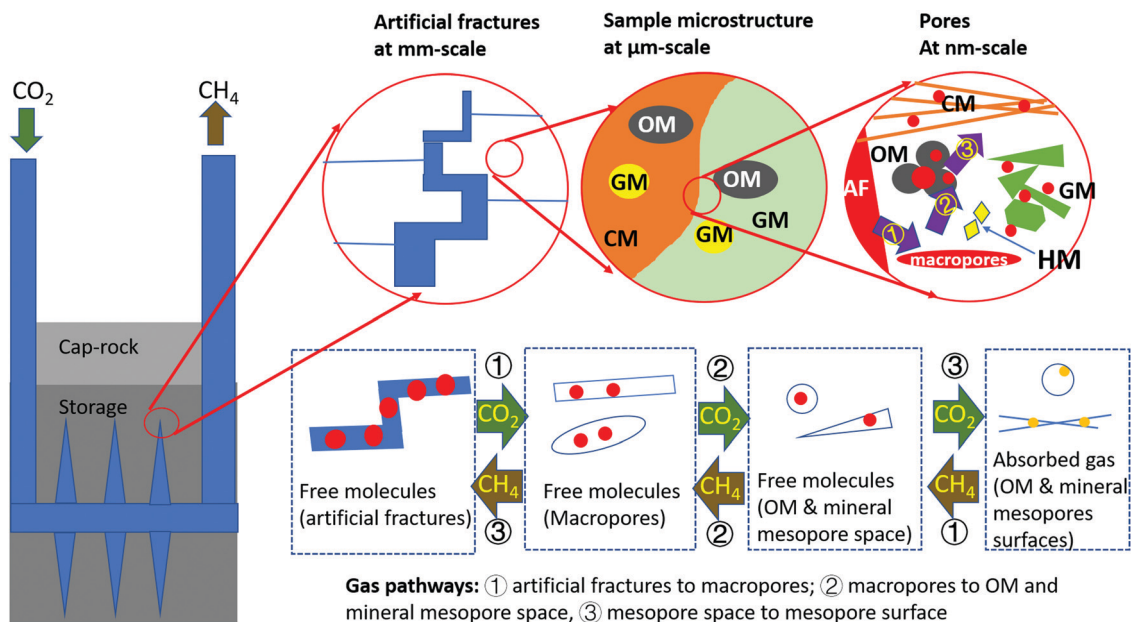 Artificial fractures
at mm-scale
Sample microstructure
at µm-scale
Pores
At nm-scale
CO2
CH4
Cap-rock
Storage
OM
GM
CM
OM
GM
GM
CM
OM
AF
GM
①
②
③
macropores
HM
①
CO2
CH4
③
②
CO2
CH4
②
③
CO2
CH4
①
Free molecules
(artificial fractures)
Free molecules
(Macropores)
Free molecules
(OM & mineral
mesopore space)
Absorbed gas
(OM & mineral
mesopores
surfaces)
Gas pathways: ① artificial fractures to macropores; ② macropores to OM and
mineral mesopore space, ③ mesopore space to mesopore surface